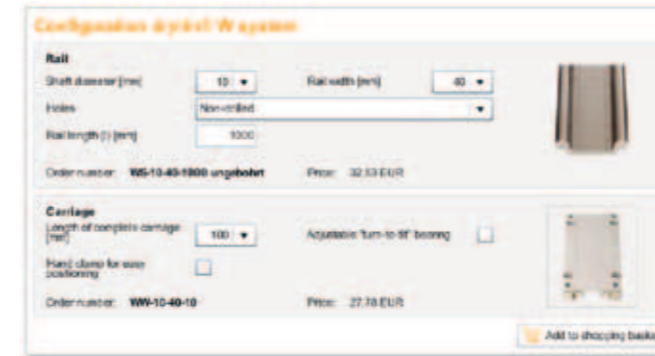 Configuration drylin® W system
Rail
Shaft diameter [mm] 10 Rail width [mm] 40
Holes Non-drilled
Rail length (l) [mm] 1000
Order number: WS-10-40-1000 ungebohrt Price: EUR
Carriage
Length of complete carriage 100 Adjustable "turn-to-fit" bearing
[mm]
Hand clamp for easy
positioning
Order number: WW-10-40-10 Price: 27.78 EUR
Add to shopping